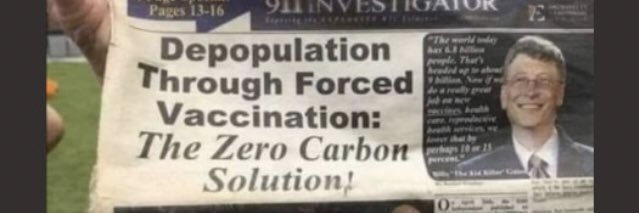 Pages 13-16
911 INVESTIGATOR
Depopulation
Through Forced
Vaccination:
The Zero Carbon
Solution!
"The world today
has 6.8 billion
people. That's
headed up to about
9 billion. Now if we
do a really great
job on new
vaccines, health
care, reproductive
health services, we
lower that by
perhaps 10 or 15
percent."